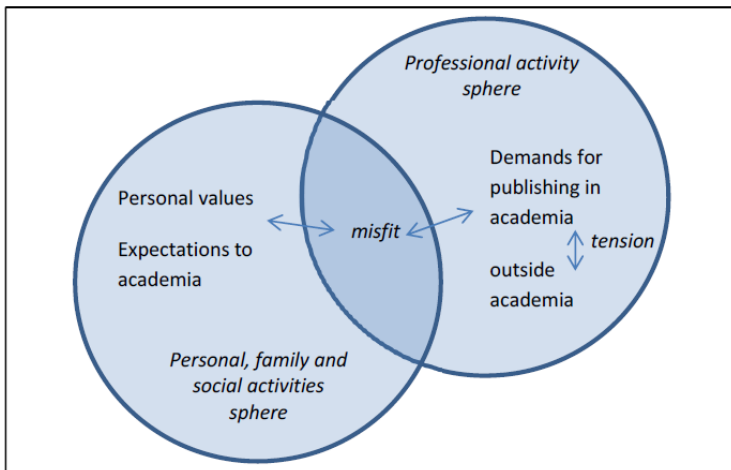 Professional activity
sphere
Demands for
publishing in
academia
tension
outside
academia
misfit
Personal values
Expectations to
academia
Personal, family and
social activities
sphere